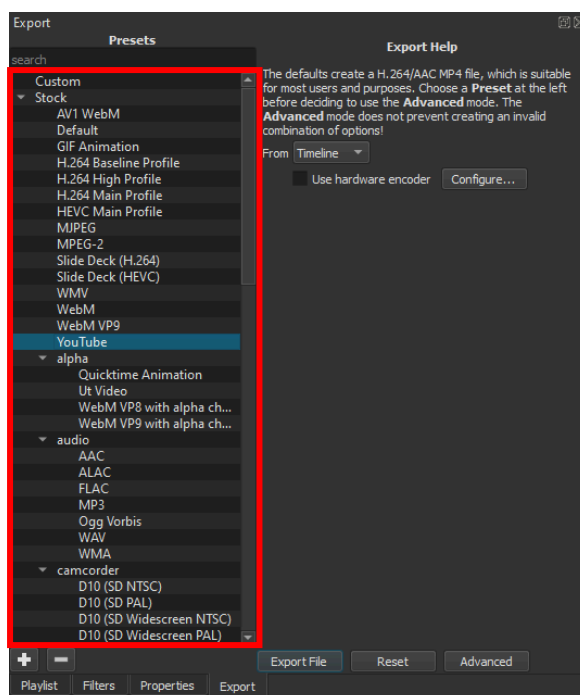 Export
Presets
search
Custom
Stock
AV1 WebM
Default
GIF Animation
H.264 Baseline Profile
H.264 High Profile
H.264 Main Profile
HEVC Main Profile
MJPEG
MPEG-2
Slide Deck (H.264)
Slide Deck (HEVC)
WMV
WebM
WebM VP9
YouTube
alpha
Quicktime Animation
Ut Video
WebM VP8 with alpha ch...
WebM VP9 with alpha ch...
audio
AAC
ALAC
FLAC
MP3
Ogg Vorbis
WAV
WMA
camcorder
D10 (SD NTSC)
D10 (SD PAL)
D10 (SD Widescreen NTSC)
D10 (SD Widescreen PAL)
Export Help
The defaults create a H.264/AAC MP4 file, which is suitable
for most users and purposes. Choose a Preset at the left
before deciding to use the Advanced mode. The
Advanced mode does not prevent creating an invalid
combination of options!
From Timeline
Use hardware encoder Configure...
Export File Reset Advanced
Playlist Filters Properties Export